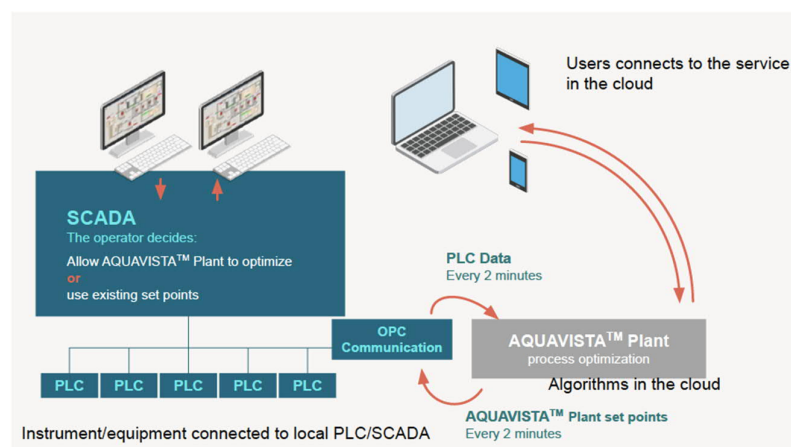 Users connects to the service
in the cloud
SCADA
The operator decides:
Allow AQUAVISTA™ Plant to optimize
or
use existing set points
PLC Data
Every 2 minutes
OPC
Communication
AQUAVISTA™ Plant
process optimization
Algorithms in the cloud
PLC
PLC
PLC
PLC
PLC
AQUAVISTA™ Plant set points
Every 2 minutes
Instrument/equipment connected to local PLC/SCADA